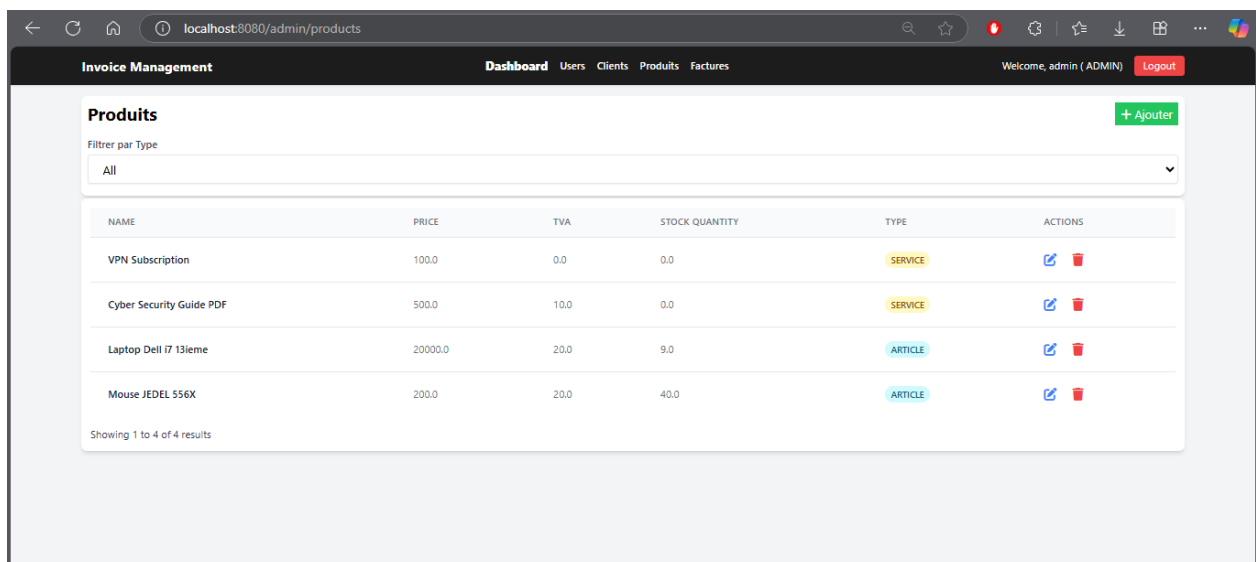 localhost:8080/admin/products
Invoice Management Dashboard Users Clients Produits Factures Welcome, admin ( ADMIN) Logout
Produits + Ajouter
Filtrer par Type
All
NAME PRICE TVA STOCK QUANTITY TYPE ACTIONS
VPN Subscription 100.0 0.0 0.0 SERVICE
Cyber Security Guide PDF 500.0 10.0 0.0 SERVICE
Laptop Dell i7 13ieme 20000.0 20.0 9.0 ARTICLE
Mouse JEDEL 556X 200.0 20.0 40.0 ARTICLE
Showing 1 to 4 of 4 results